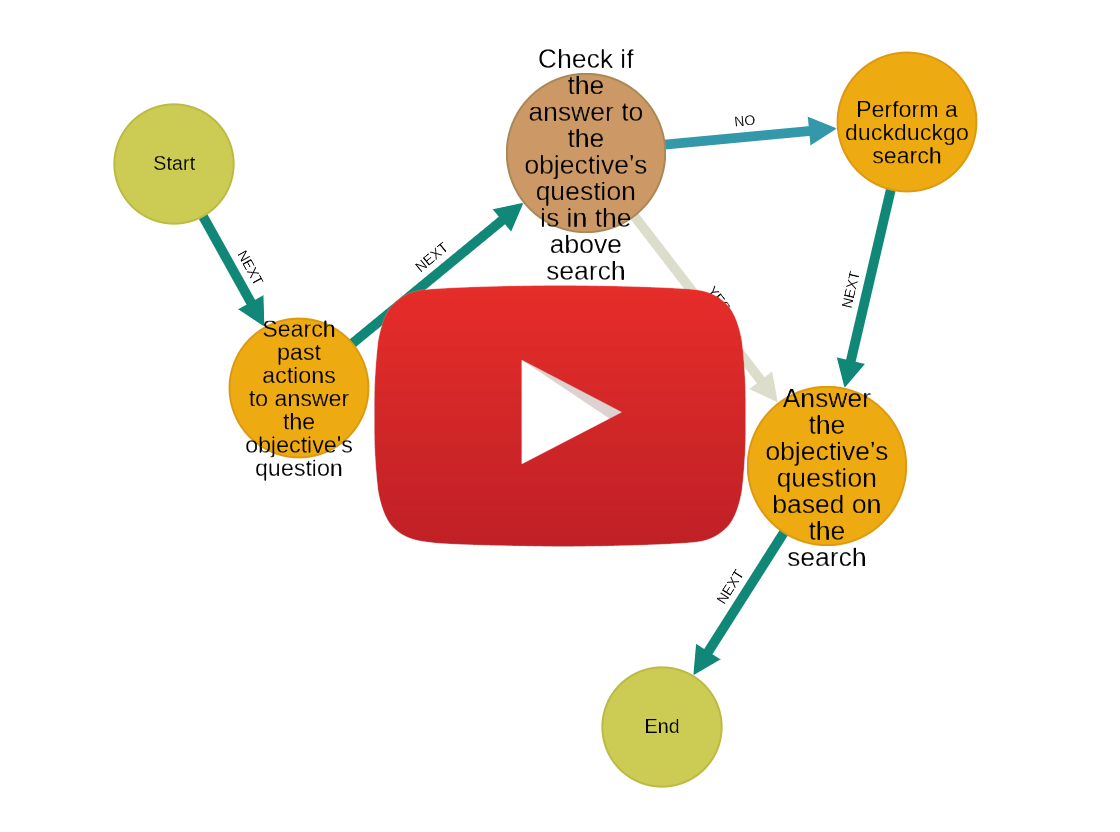 Start
NEXT
Search
past
actions
to answer
the
objective's
question
NEXT
Check if
the
answer to
the
objective's
question
is in the
above
search
NO
Perform a
duckduckgo
search
YES
NEXT
Answer
the
objective's
question
based on
the
search
NEXT
End